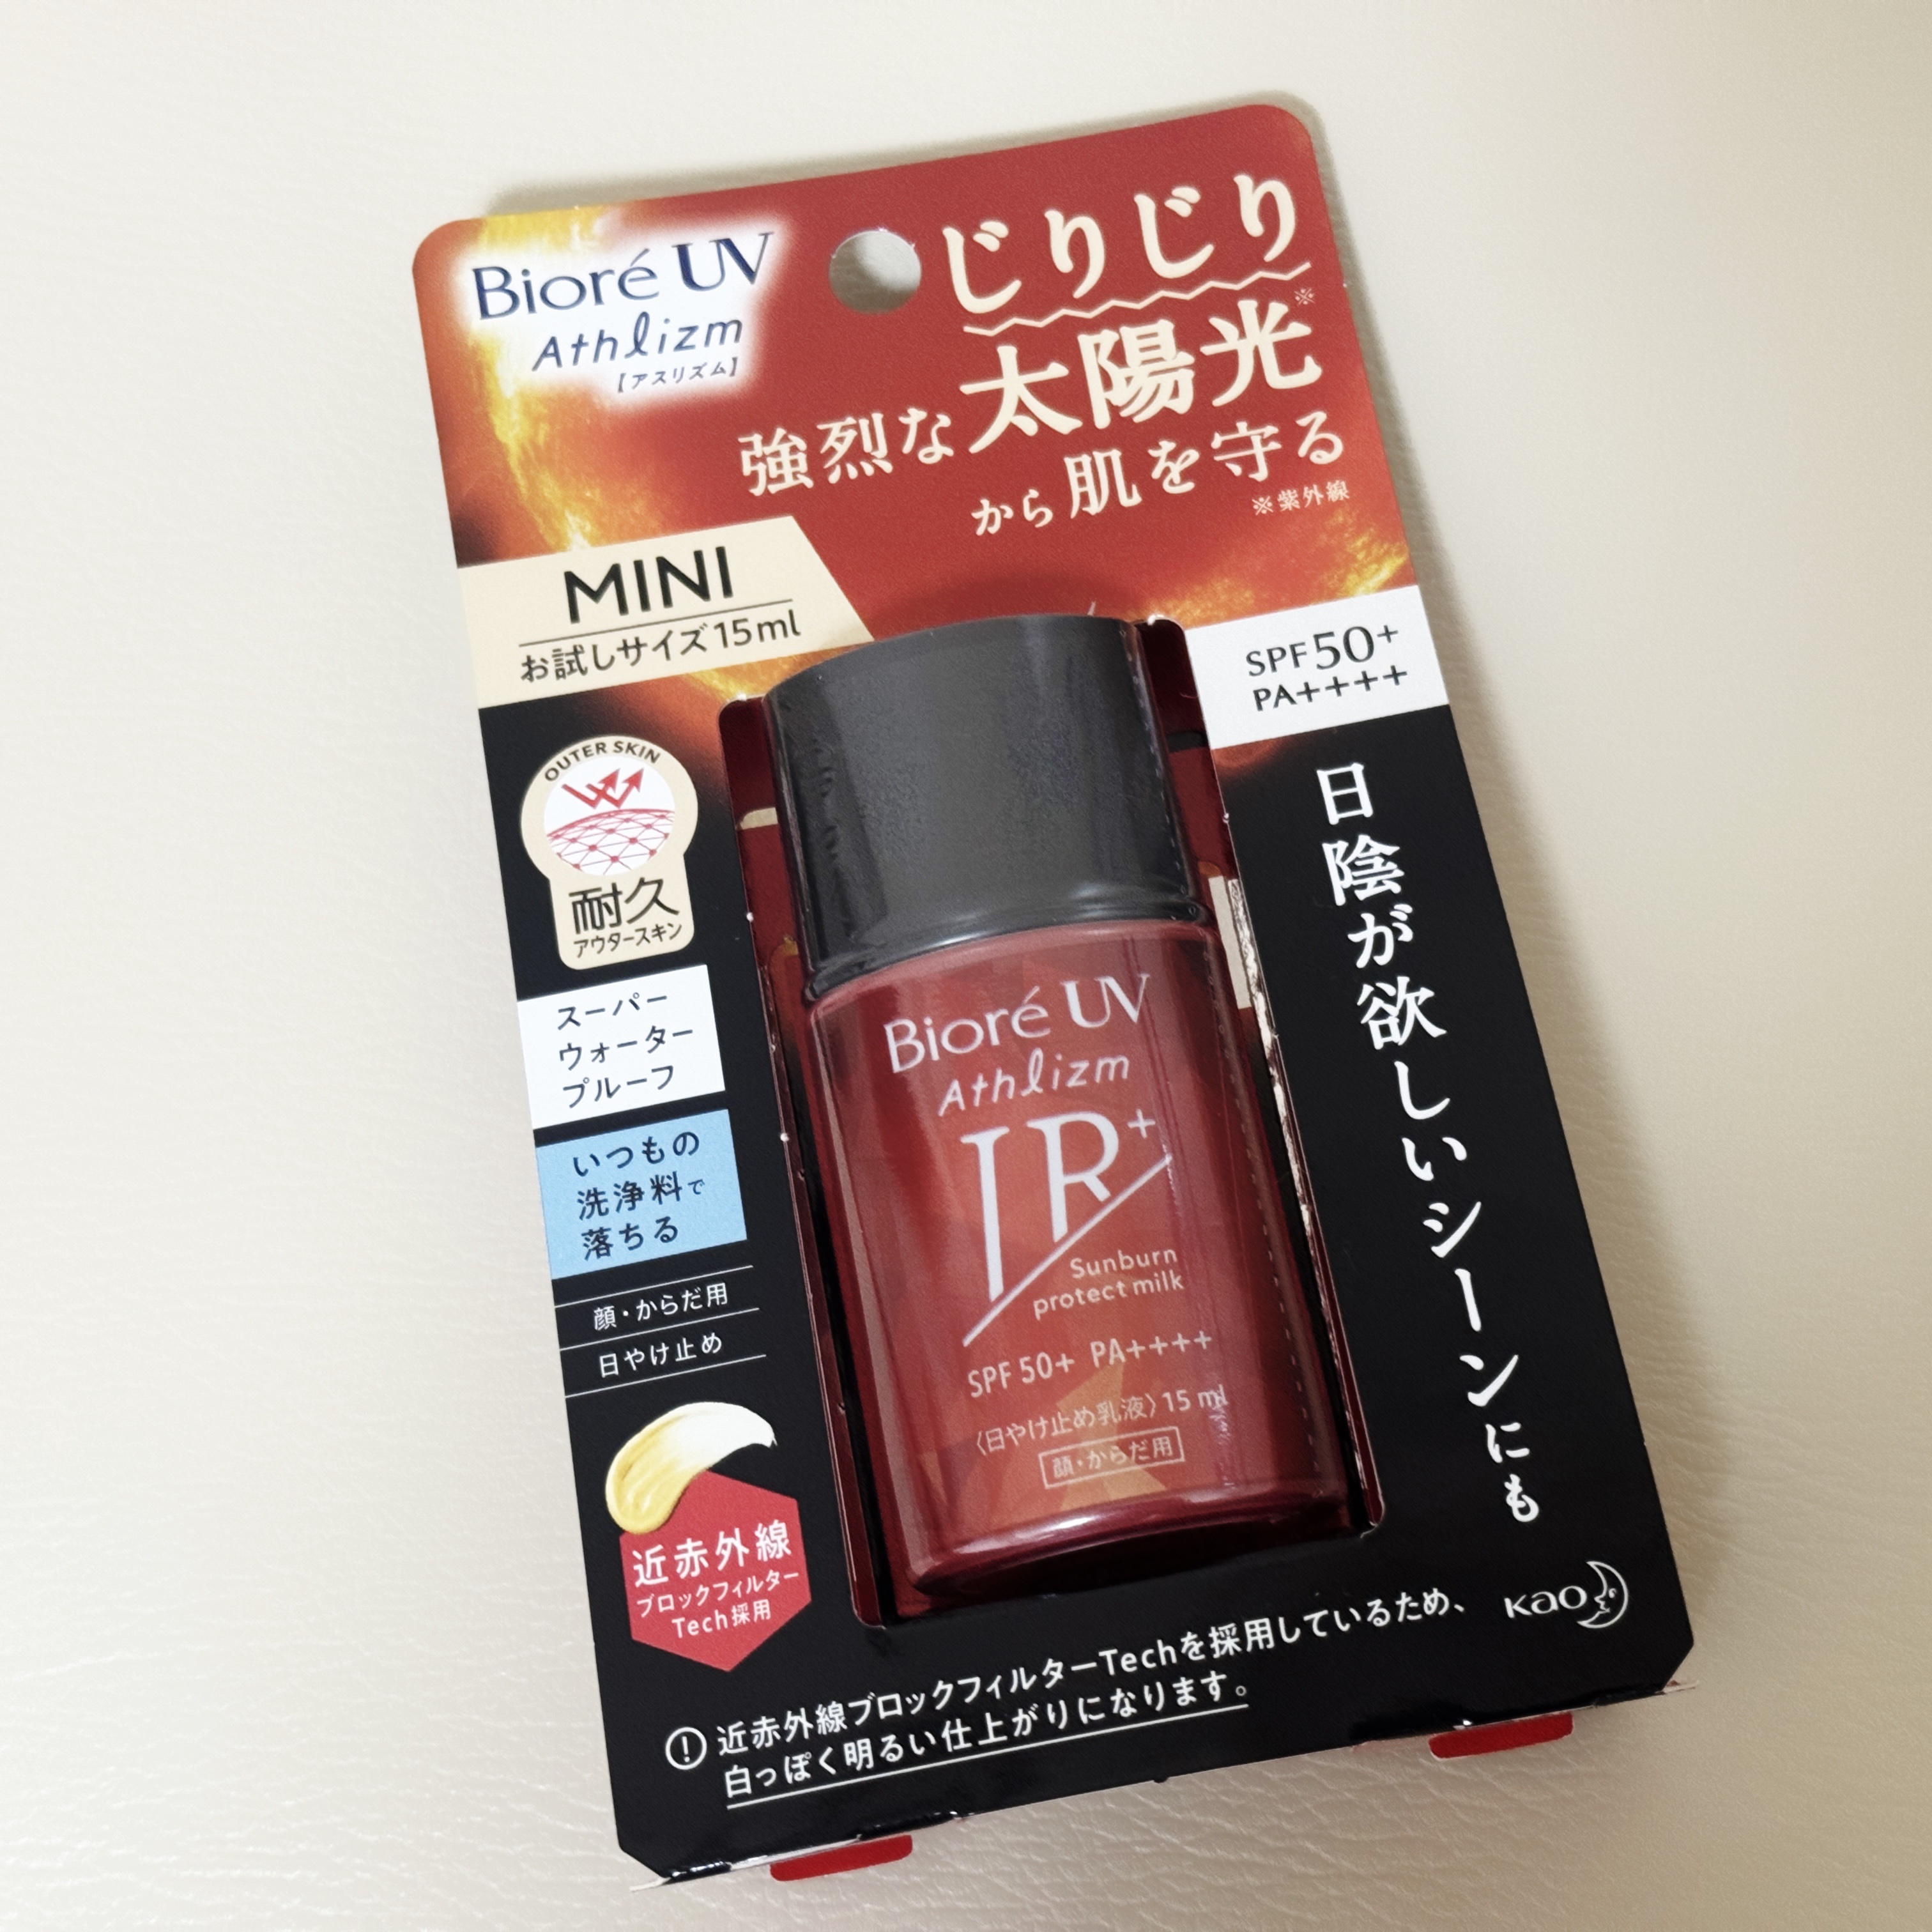 Bioré UV
Athlizm
【アスリズム】
じりじり
強烈な太陽光※
から肌を守る
※紫外線
MINI
お試しサイズ15ml
SPF50+
PA++++
OUTER SKIN
耐久
アウタースキン
スーパー
ウォーター
プルーフ
いつもの
洗浄料で
落ちる
顔・からだ用
日やけ止め
近赤外線
ブロックフィルター
Tech採用
日陰が欲しいシーンにも
Bioré UV
Athlizm
IR+
Sunburn
protect milk
SPF 50+ PA++++
〈日やけ止め乳液〉15 ml
顔・からだ用
Kao
! 近赤外線ブロックフィルターTechを採用しているため、
白っぽく明るい仕上がりになります。